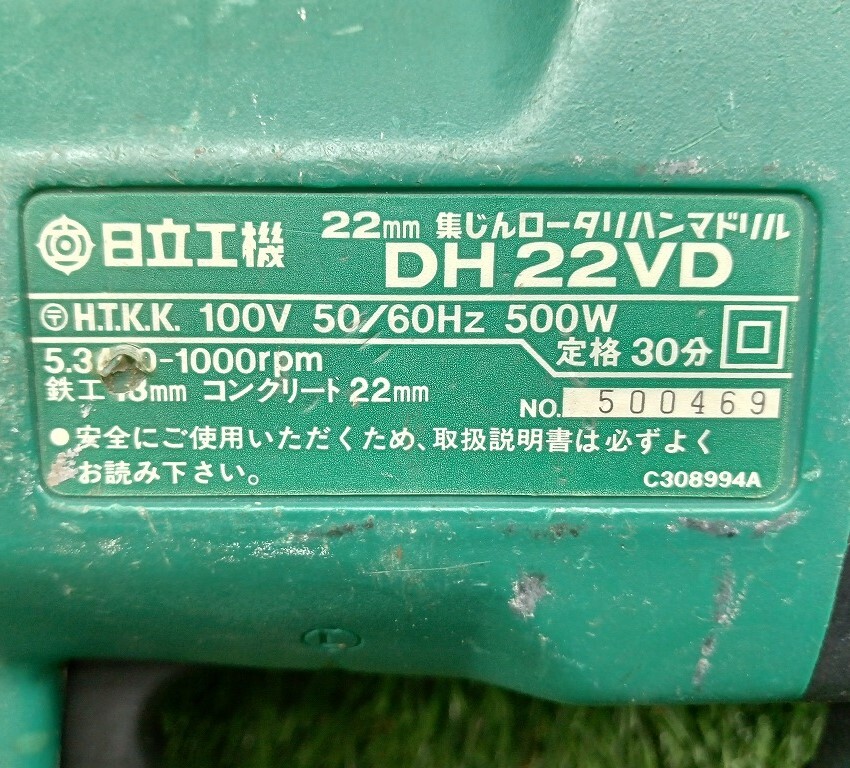 日立工機
22mm 集じんロータリハンマドリル
DH 22VD
〒 H.T.K.K. 100V 50/60Hz 500W
-1000rpm
定格 30分
鉄工 mm コンクリート 22mm
NO. 500469
●安全にご使用いただくため、取扱説明書は必ずよく
お読み下さい。
C308994A